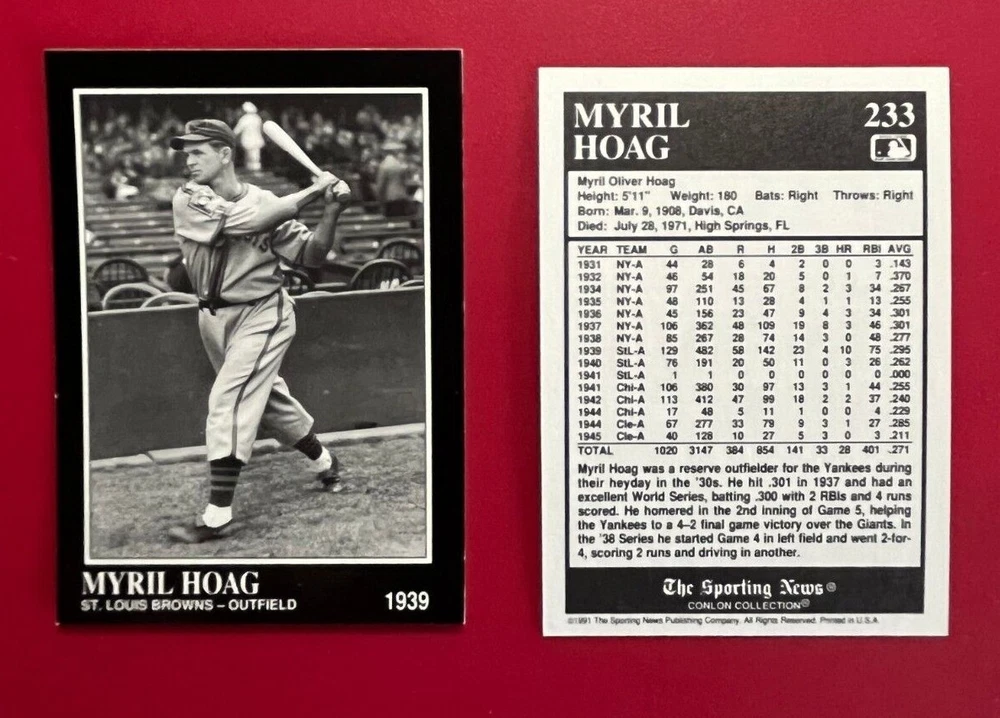 MYRIL HOAG
ST. LOUIS BROWNS – OUTFIELD 1939
MYRIL 233
HOAG
Myril Oliver Hoag
Height: 5'11" Weight: 180 Bats: Right Throws: Right
Born: Mar. 9, 1908, Davis, CA
Died: July 28, 1971, High Springs, FL
YEAR TEAM G AB R H 2B 3B HR RBI AVG
1931 NY-A 44 28 6 4 2 0 0 3 .143
1932 NY-A 46 54 18 20 5 0 1 7 .370
1934 NY-A 97 251 45 67 8 2 3 34 .267
1935 NY-A 48 110 13 28 4 1 1 13 .255
1936 NY-A 45 156 23 47 9 4 3 34 .301
1937 NY-A 106 362 48 109 19 8 3 46 .301
1938 NY-A 85 267 28 74 14 3 0 48 .277
1939 StL-A 129 482 58 142 23 4 10 75 .295
1940 StL-A 76 191 20 50 11 0 3 26 .262
1941 StL-A 1 1 0 0 0 0 0 0 .000
1941 Chi-A 106 380 30 97 13 3 1 44 .255
1942 Chi-A 113 412 47 99 18 2 2 37 .240
1944 Chi-A 17 48 5 11 1 0 0 4 .229
1944 Cle-A 67 277 33 79 9 3 1 27 .285
1945 Cle-A 40 128 10 27 5 3 0 3 .211
TOTAL 1020 3147 384 854 141 33 28 401 .271
Myril Hoag was a reserve outfielder for the Yankees during
their heyday in the '30s. He hit .301 in 1937 and had an
excellent World Series, batting .300 with 2 RBIs and 4 runs
scored. He homered in the 2nd inning of Game 5, helping
the Yankees to a 4–2 final game victory over the Giants. In
the '38 Series he started Game 4 in left field and went 2-for-
4, scoring 2 runs and driving in another.
The Sporting News®
CONLON COLLECTION®
©1991 The Sporting News Publishing Company. All Rights Reserved. Printed in U.S.A.